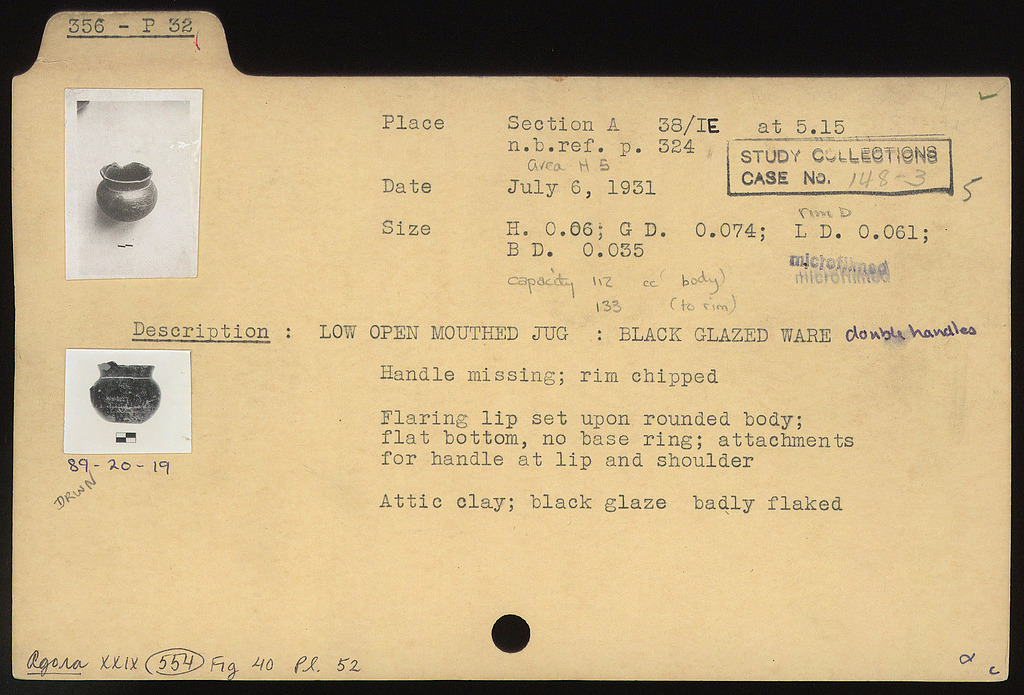 356 - P 32
Place Section A 38/IE at 5.15
n.b.ref. p. 324
area H 5
STUDY COLLECTIONS
CASE No. 148-3
5
Date July 6, 1931
rim D
Size H. 0.06; G D. 0.074; L D. 0.061;
B D. 0.035
microfilmed
microfilmed
capacity 112 cc (body)
133 (to rim)
Description : LOW OPEN MOUTHED JUG : BLACK GLAZED WARE double handles
Handle missing; rim chipped
Flaring lip set upon rounded body;
flat bottom, no base ring; attachments
for handle at lip and shoulder
89-20-19
DRWN
Attic clay; black glaze badly flaked
Agora XXIX 554 Fig 40 Pl. 52
α
c